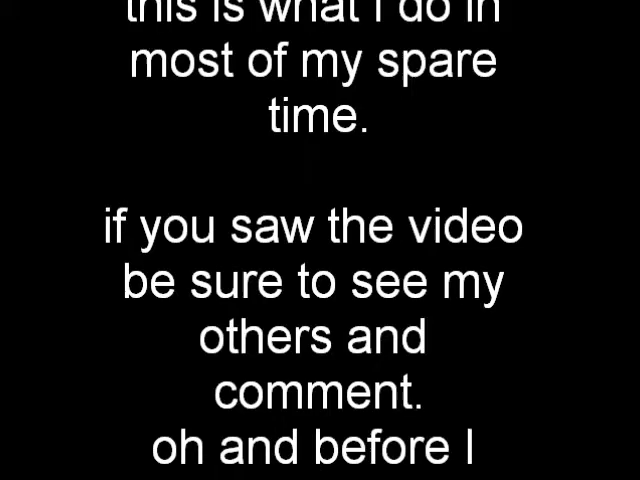 this is what I do in
most of my spare
time.
if you saw the video
be sure to see my
others and
comment.
oh and before I